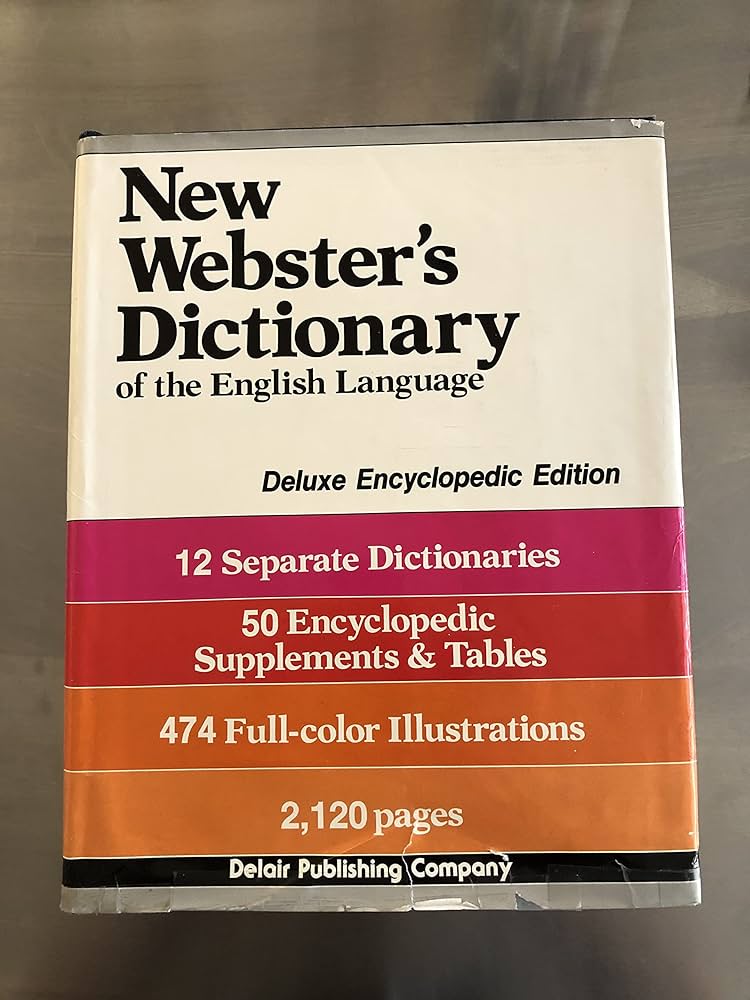 New
Webster's
Dictionary
of the English Language
Deluxe Encyclopedic Edition
12 Separate Dictionaries
50 Encyclopedic
Supplements & Tables
474 Full-color Illustrations
2,120 pages
Delair Publishing Company